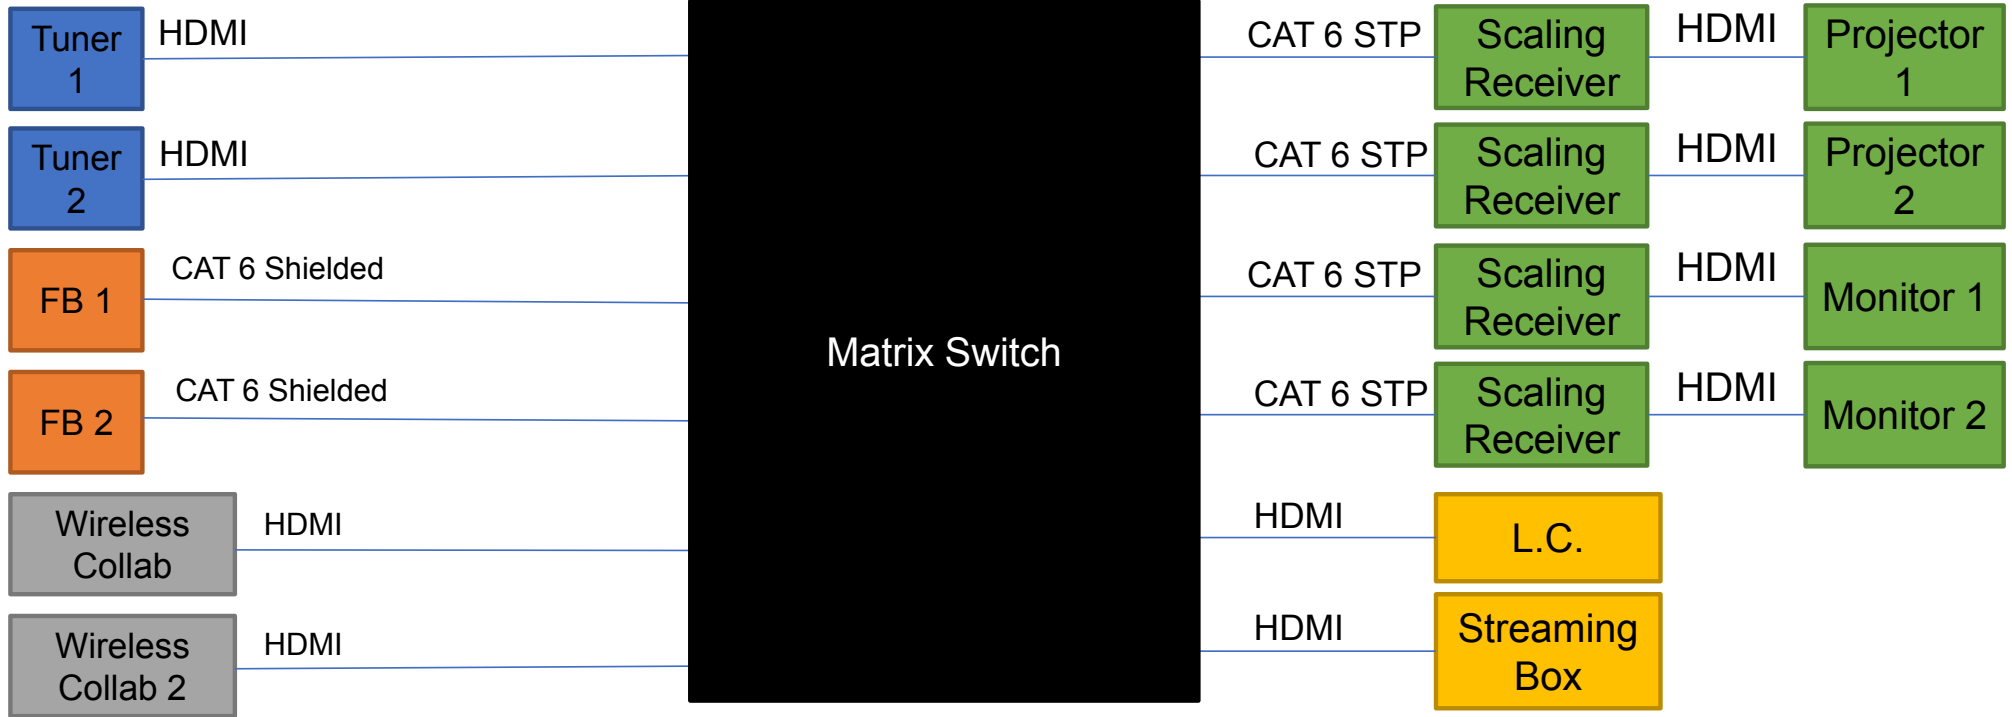 Tuner
1
HDMI
Tuner
2
HDMI
FB 1
CAT 6 Shielded
FB 2
CAT 6 Shielded
Wireless
Collab
HDMI
Wireless
Collab 2
HDMI
Matrix Switch
CAT 6 STP
Scaling
Receiver
HDMI
Projector
1
CAT 6 STP
Scaling
Receiver
HDMI
Projector
2
CAT 6 STP
Scaling
Receiver
HDMI
Monitor 1
CAT 6 STP
Scaling
Receiver
HDMI
Monitor 2
HDMI
L.C.
HDMI
Streaming
Box